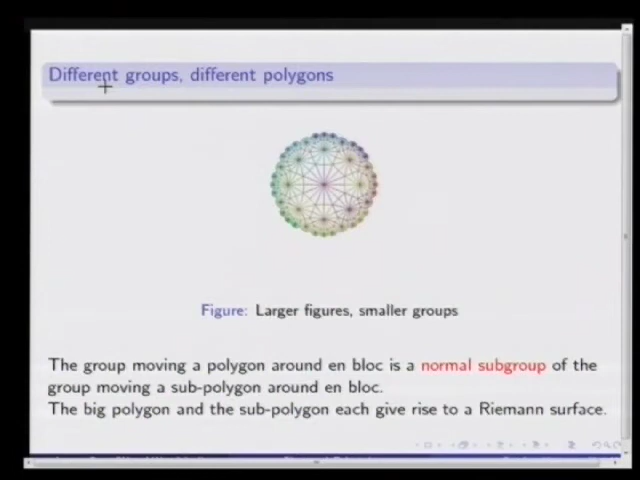 Different groups, different polygons
Figure: Larger figures, smaller groups
The group moving a polygon around en bloc is a normal subgroup of the
group moving a sub-polygon around en bloc.
The big polygon and the sub-polygon each give rise to a Riemann surface.